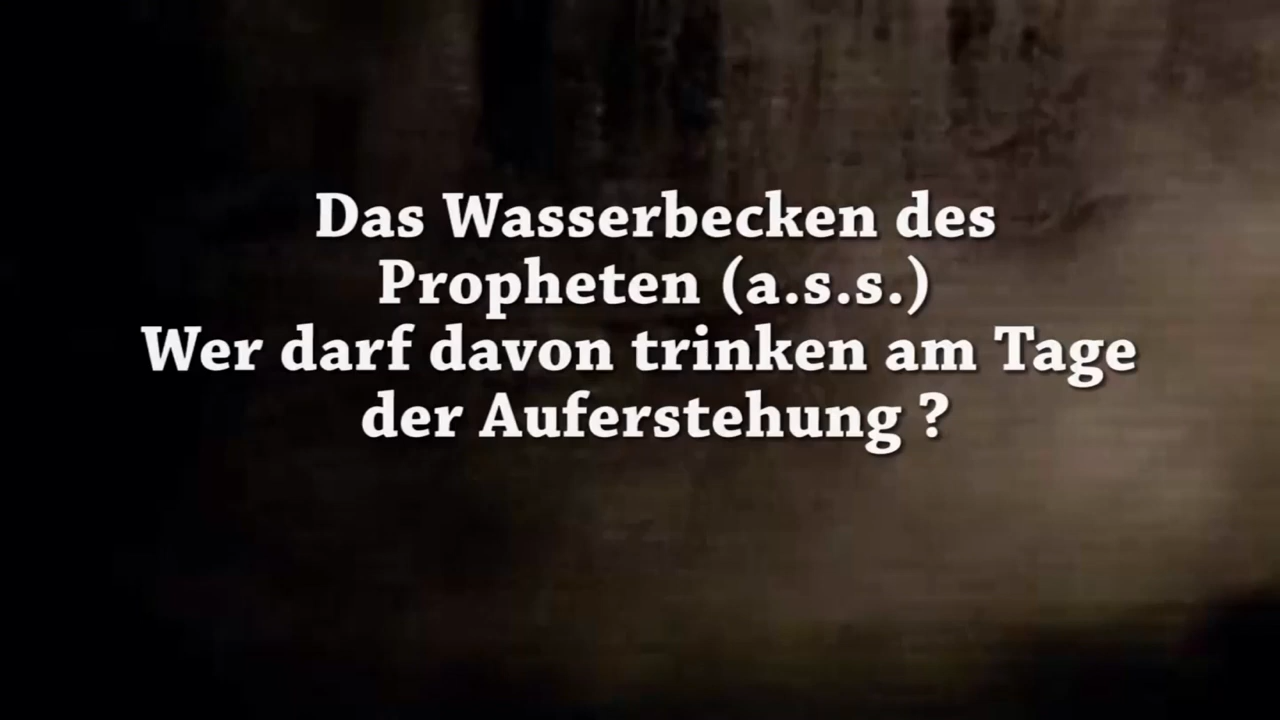 Das Wasserbecken des
Propheten (a.s.s.)
Wer darf davon trinken am Tage
der Auferstehung ?